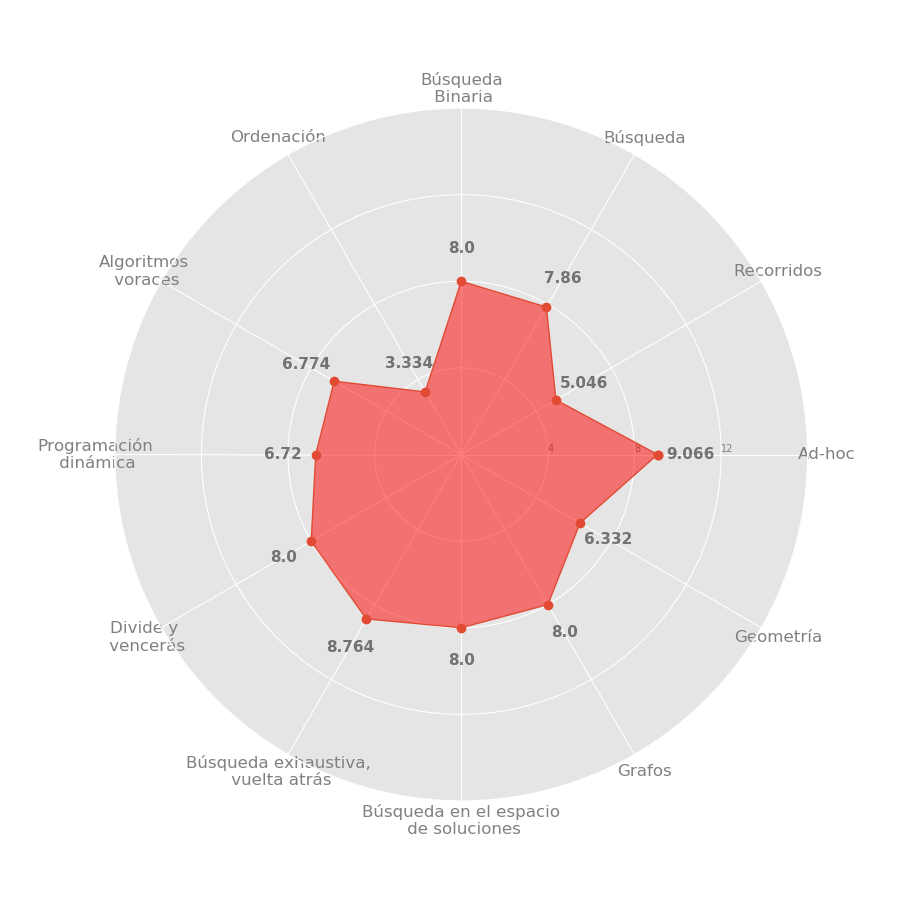 Búsqueda
Binaria
Ordenación
Búsqueda
8.0
Algoritmos
voraces
Recorridos
7.86
6.774
3.334
5.046
Programación
dinámica
6.72
4
8
12
9.066
Ad-hoc
6.332
8.0
Divide y
vencerás
Geometría
8.764
8.0
8.0
Búsqueda exhaustiva,
vuelta atrás
Grafos
Búsqueda en el espacio
de soluciones